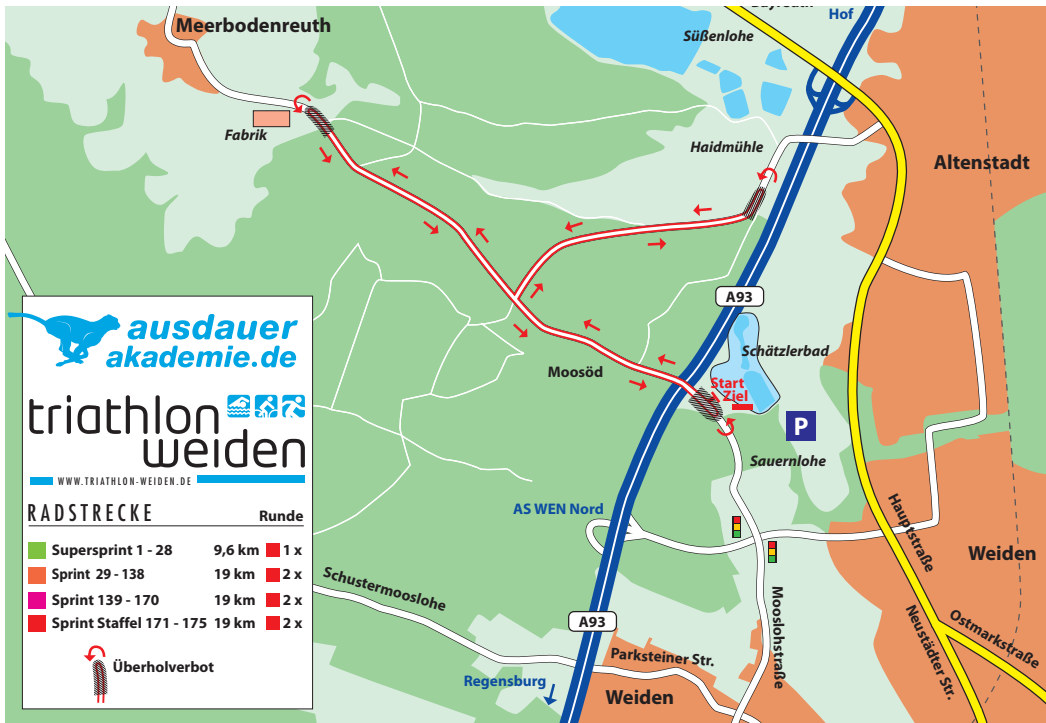 Bayreuth
Hof
Meerbodenreuth
Süßenlohe
Fabrik
Haidmühle
Altenstadt
A93
Schätzlerbad
Moosöd
Start
Ziel
P
Sauernlohe
AS WEN Nord
Hauptstraße
Weiden
Schustermooslohe
A93
Mooslohstraße
Neustädter Str.
Ostmarkstraße
Parksteiner Str.
Regensburg
Weiden
ausdauer
akademie.de
triathlon
weiden
WWW.TRIATHLON-WEIDEN.DE
RADSTRECKE Runde
Supersprint 1 - 28 9,6 km 1 x
Sprint 29 - 138 19 km 2 x
Sprint 139 - 170 19 km 2 x
Sprint Staffel 171 - 175 19 km 2 x
Überholverbot